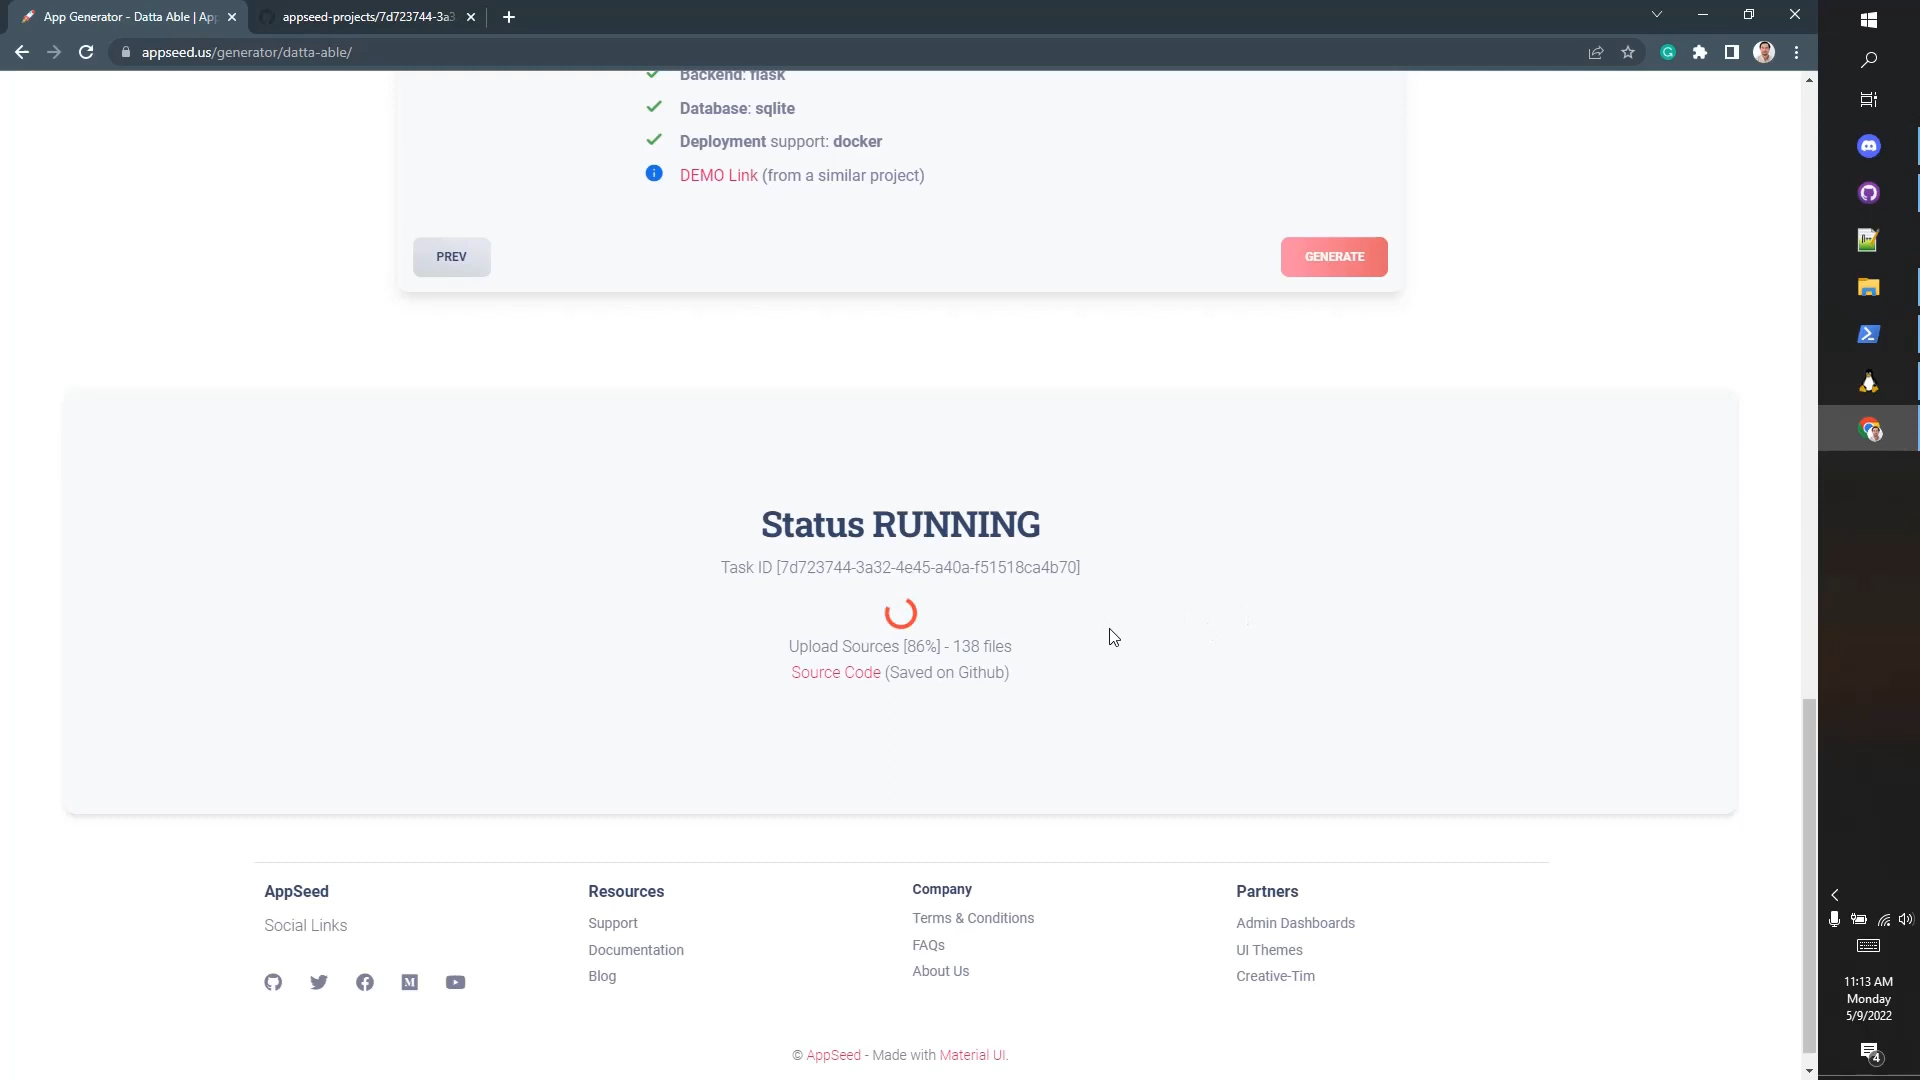 App Generator - Datta Able | App
appseed-projects/7d723744-3a3
appseed.us/generator/datta-able/
Backend: flask
Database: sqlite
Deployment support: docker
DEMO Link (from a similar project)
PREV
GENERATE
Status RUNNING
Task ID [7d723744-3a32-4e45-a40a-f51518ca4b70]
Upload Sources [86%] - 138 files
Source Code (Saved on Github)
AppSeed
Social Links
Resources
Support
Documentation
Blog
Company
Terms & Conditions
FAQs
About Us
Partners
Admin Dashboards
UI Themes
Creative-Tim
© AppSeed - Made with Material UI.
11:13 AM
Monday
5/9/2022
4